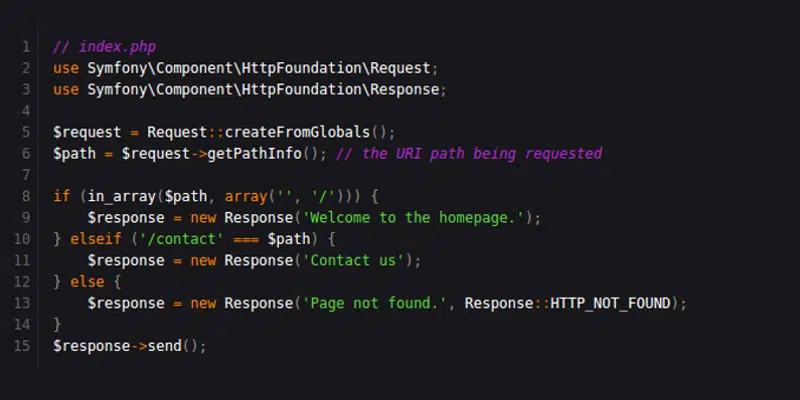 1 // index.php
2 use Symfony\Component\HttpFoundation\Request;
3 use Symfony\Component\HttpFoundation\Response;
4
5 $request = Request::createFromGlobals();
6 $path = $request->getPathInfo(); // the URI path being requested
7
8 if (in_array($path, array('', '/'))) {
9     $response = new Response('Welcome to the homepage.');
10 } elseif ('/contact' === $path) {
11     $response = new Response('Contact us');
12 } else {
13     $response = new Response('Page not found.', Response::HTTP_NOT_FOUND);
14 }
15 $response->send();